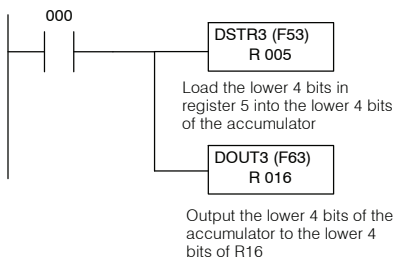 000
DSTR3 (F53)
R 005
Load the lower 4 bits in
register 5 into the lower 4 bits
of the accumulator
DOUT3 (F63)
R 016
Output the lower 4 bits of the
accumulator to the lower 4
bits of R16